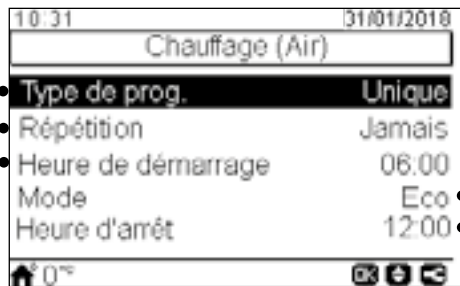 10:31 31/01/2018
Chauffage (Air)
Type de prog. Unique
Répétition Jamais
Heure de démarrage 06:00
Mode Eco
Heure d'arrêt 12:00
0°F OK